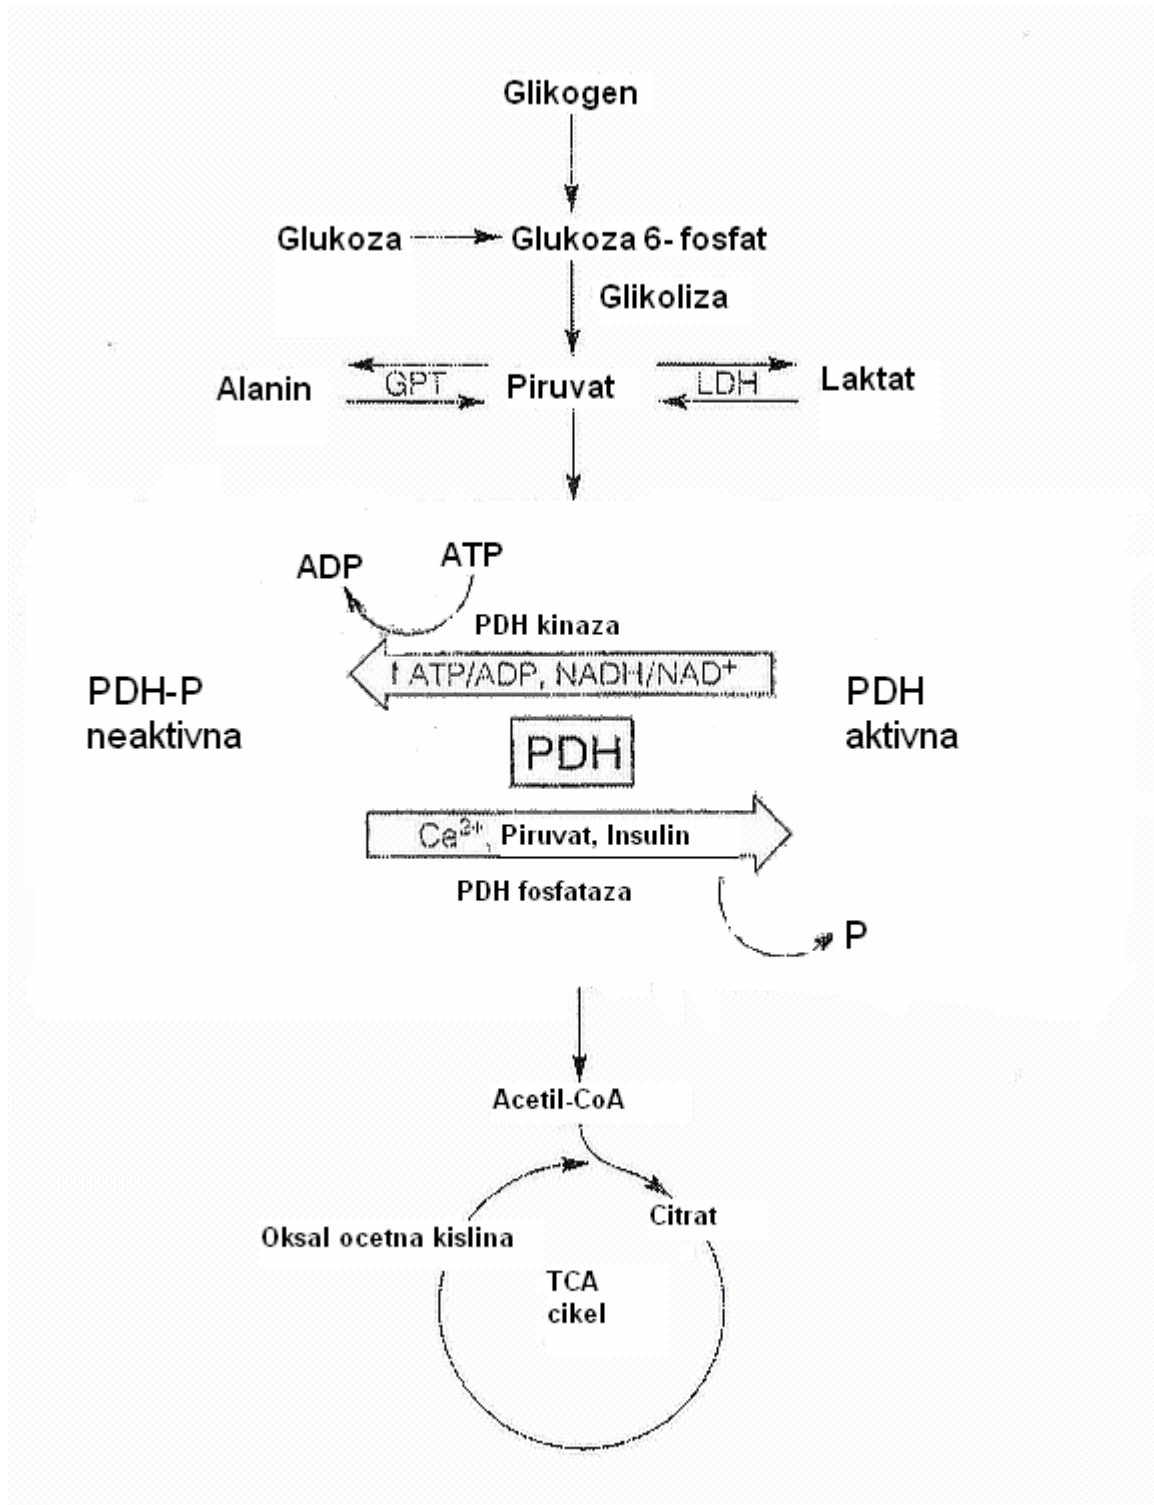 Glikogen
Glukoza
Glukoza 6- fosfat
Glikoliza
Alanin
GPT
Piruvat
LDH
Laktat
ADP
ATP
PDH kinaza
↑ ATP/ADP, NADH/NAD⁺
PDH-P
neaktivna
PDH
aktivna
PDH
Ca²⁺, Piruvat, Insulin
PDH fosfataza
P
Acetil-CoA
Citrat
Oksal ocetna kislina
TCA
cikel